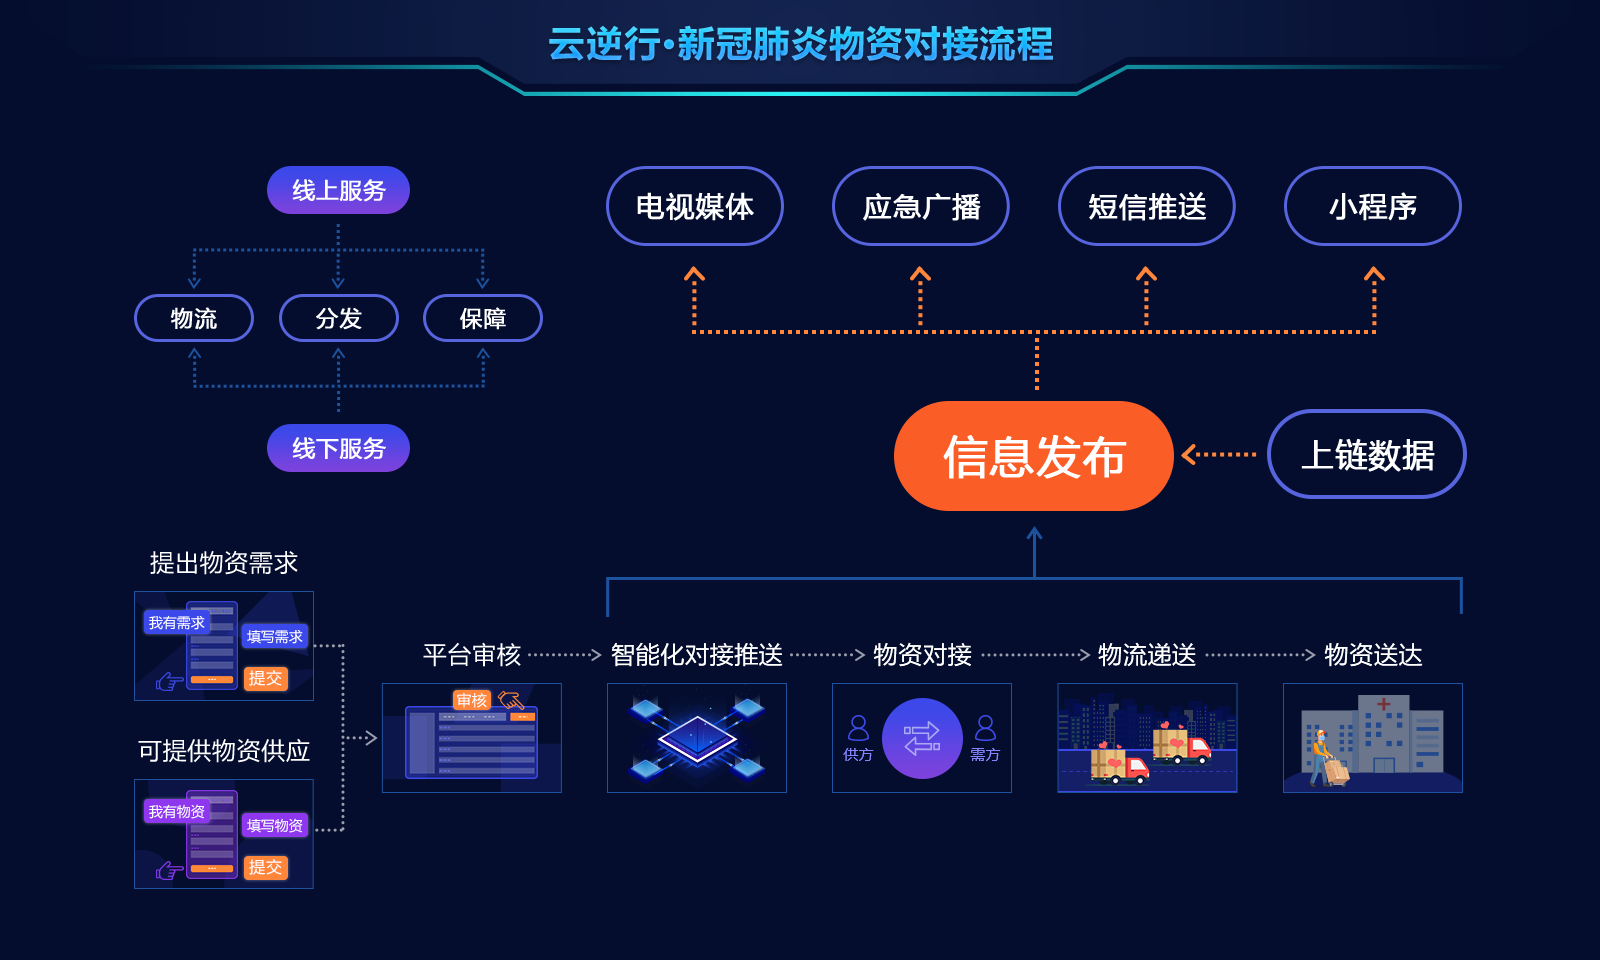 云逆行·新冠肺炎物资对接流程
线上服务
物流
分发
保障
线下服务
电视媒体
应急广播
短信推送
小程序
信息发布
上链数据
提出物资需求
我有需求
填写需求
提交
可提供物资供应
我有物资
填写物资
提交
平台审核
审核
智能化对接推送
物资对接
供方
需方
物流递送
物资送达